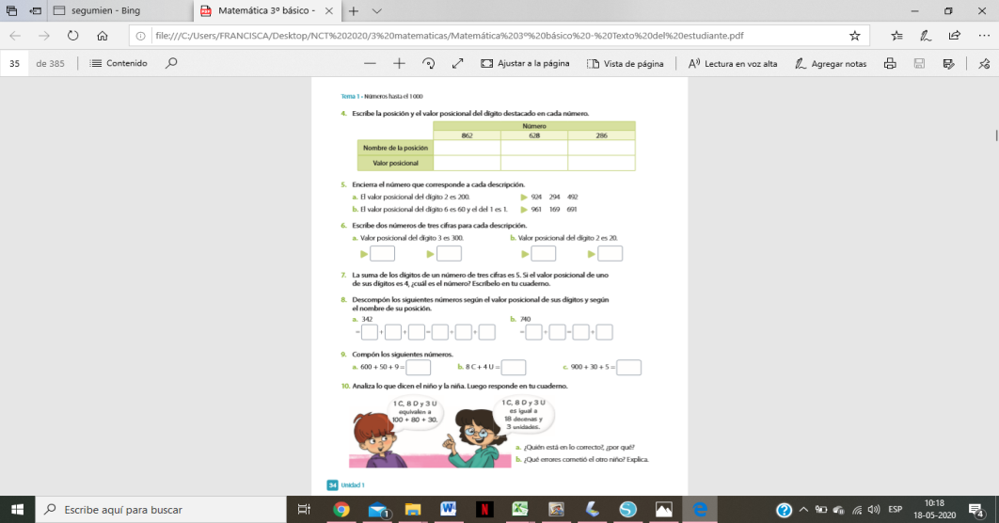 segumien - Bing
Matemática 3º básico -
file:///C:/Users/FRANCISCA/Desktop/NCT%202020/3%20matematicas/Matemática%203º%20básico%20-%20Texto%20del%20estudiante.pdf
35 de 385 Contenido Ajustar a la página Vista de página Lectura en voz alta Agregar notas
Tema 1 - Números hasta el 1 000
4. Escribe la posición y el valor posicional del dígito destacado en cada número.
Número
862 628 286
Nombre de la posición
Valor posicional
5. Encierra el número que corresponde a cada descripción.
a. El valor posicional del dígito 2 es 200. 924 294 492
b. El valor posicional del dígito 6 es 60 y el del 1 es 1. 961 169 691
6. Escribe dos números de tres cifras para cada descripción.
a. Valor posicional del dígito 3 es 300. b. Valor posicional del dígito 2 es 20.
7. La suma de los dígitos de un número de tres cifras es 5. Si el valor posicional de uno
de sus dígitos es 4, ¿cuál es el número? Escríbelo en tu cuaderno.
8. Descompón los siguientes números según el valor posicional de sus dígitos y según
el nombre de su posición.
a. 342 b. 740
= + + = + + = + = +
9. Compón los siguientes números.
a. 600 + 50 + 9 = b. 8 C + 4 U = c. 900 + 30 + 5 =
10. Analiza lo que dicen el niño y la niña. Luego responde en tu cuaderno.
1 C, 8 D y 3 U
equivalen a
100 + 80 + 30.
1 C, 8 D y 3 U
es igual a
18 decenas y
3 unidades.
a. ¿Quién está en lo correcto?, ¿por qué?
b. ¿Qué errores cometió el otro niño? Explica.
34 Unidad 1
Escribe aquí para buscar
ESP
10:18
18-05-2020